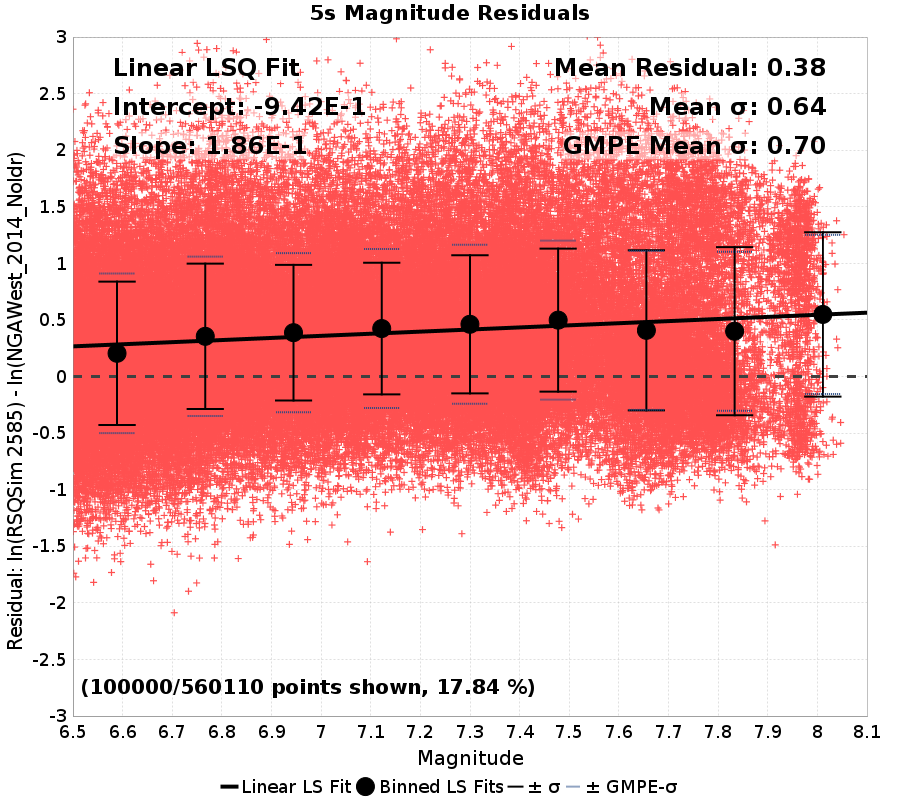 5s Magnitude Residuals
Linear LSQ Fit
Intercept: -9.42E-1
Slope: 1.86E-1
Mean Residual: 0.38
Mean σ: 0.64
GMPE Mean σ: 0.70
3
2.5
2
1.5
1
0.5
0
-0.5
-1
-1.5
-2
-2.5
-3
Residual: ln(RSQSim 2585) - ln(NGAWest_2014_NoIdr)
(100000/560110 points shown, 17.84 %)
6.5 6.6 6.7 6.8 6.9 7 7.1 7.2 7.3 7.4 7.5 7.6 7.7 7.8 7.9 8 8.1
Magnitude
Linear LS Fit Binned LS Fits ± σ ± GMPE-σ